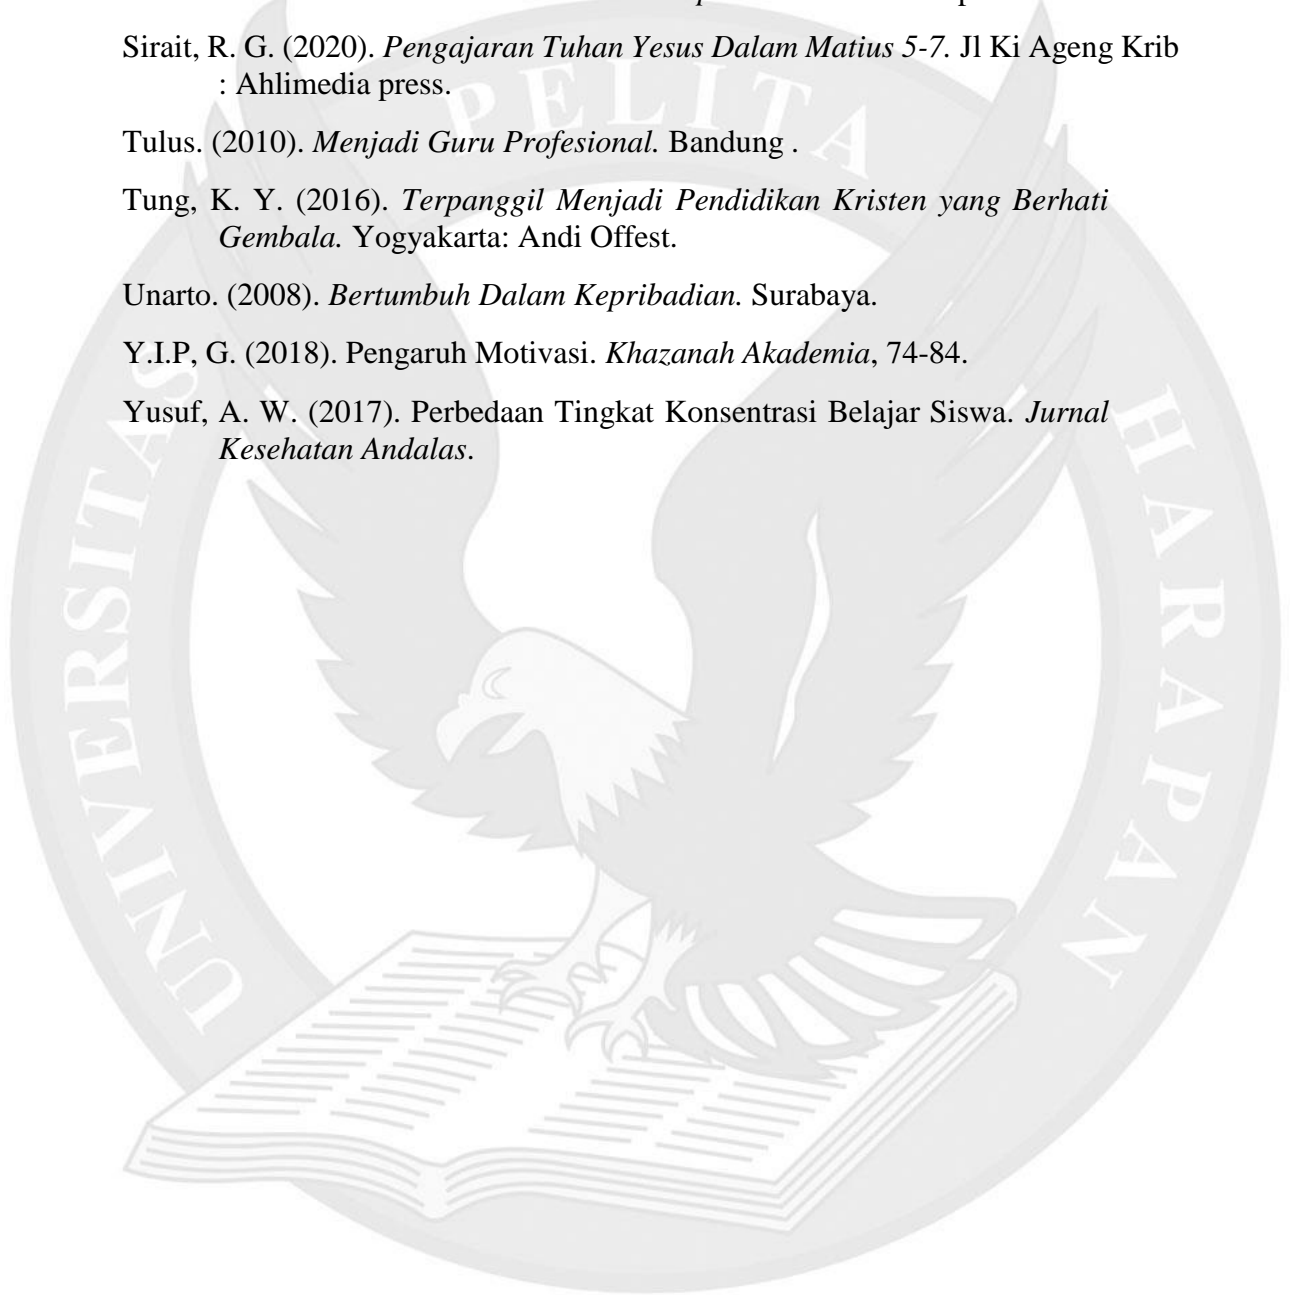 Sirait, R. G. (2020). Pengajaran Tuhan Yesus Dalam Matius 5-7. Jl Ki Ageng Krib
: Ahlimedia press.
Tulus. (2010). Menjadi Guru Profesional. Bandung .
Tung, K. Y. (2016). Terpanggil Menjadi Pendidikan Kristen yang Berhati
Gembala. Yogyakarta: Andi Offest.
Unarto. (2008). Bertumbuh Dalam Kepribadian. Surabaya.
Y.I.P, G. (2018). Pengaruh Motivasi. Khazanah Akademia, 74-84.
Yusuf, A. W. (2017). Perbedaan Tingkat Konsentrasi Belajar Siswa. Jurnal
Kesehatan Andalas.
UNIVERSITAS PELITA HARAPAN